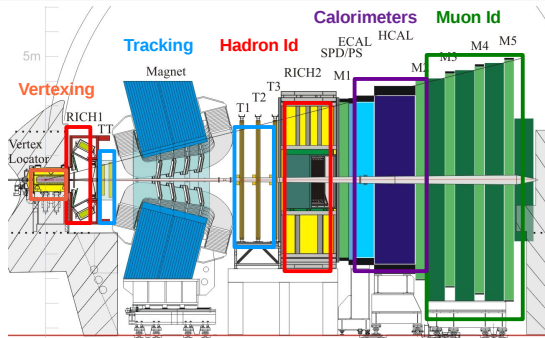 Calorimeters
Muon Id
Tracking
Hadron Id
ECAL
HCAL
SPD/PS
M1
M2
M3
M4
M5
5m
Magnet
T3
RICH2
T2
T1
Vertexing
RICH1
TT
Vertex
Locator